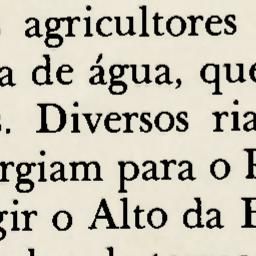 agricultores
a de água, que
. Diversos ria
rgiam para o
gir o Alto da